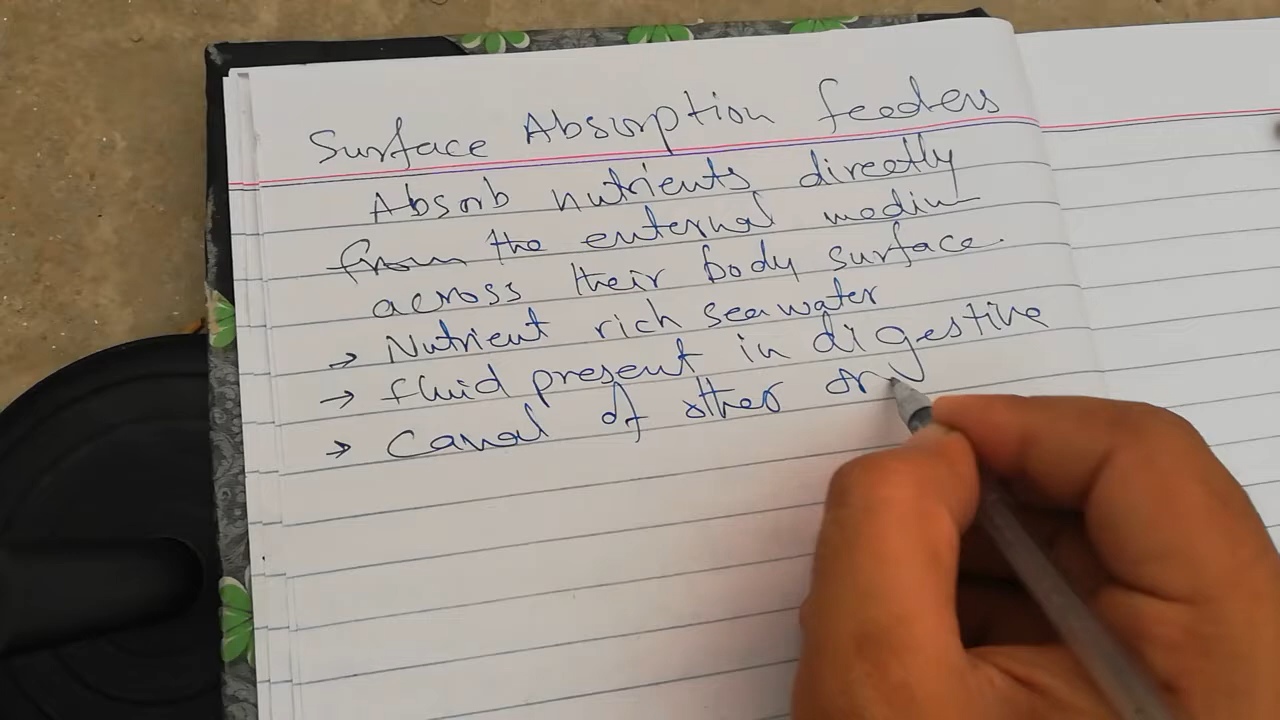 Surface Absorption feeders
Absorb nutrients directly
from the external medium
across their body surface.
→ Nutrient rich seawater
→ fluid present in digestive
→ Canal of other or